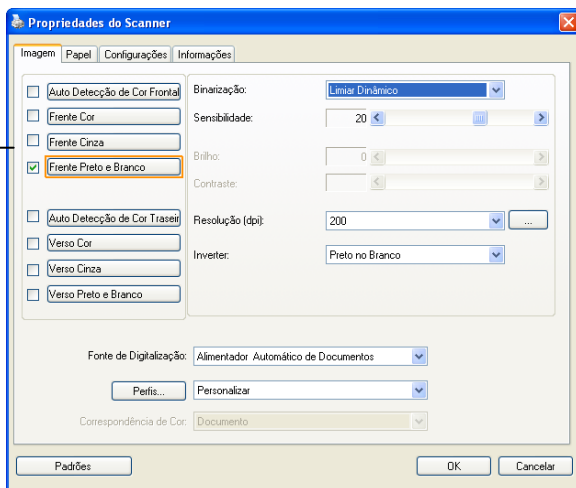 Propriedades do Scanner
Imagem Papel Configurações Informações
Auto Detecção de Cor Frontal
Frente Cor
Frente Cinza
Frente Preto e Branco
Auto Detecção de Cor Traseir
Verso Cor
Verso Cinza
Verso Preto e Branco
Binarização: Limiar Dinâmico
Sensibilidade: 20
Brilho: 0
Contraste:
Resolução (dpi): 200 ...
Inverter: Preto no Branco
Fonte de Digitalização: Alimentador Automático de Documentos
Perfis... Personalizar
Correspondência de Cor: Documento
Padrões OK Cancelar